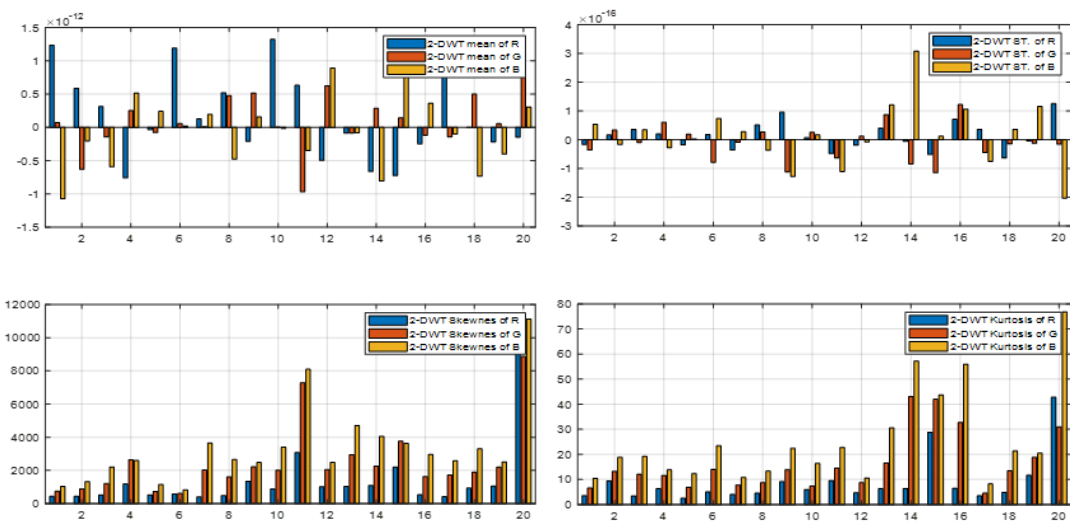 ×10-12
1.5
1
0.5
0
-0.5
-1
-1.5
2-DWT mean of R
2-DWT mean of G
2-DWT mean of B
2 4 6 8 10 12 14 16 18 20
×10-16
4
3
2
1
0
-1
-2
-3
2-DWT ST. of R
2-DWT ST. of G
2-DWT ST. of B
2 4 6 8 10 12 14 16 18 20
12000
10000
8000
6000
4000
2000
0
2-DWT Skewnes of R
2-DWT Skewnes of G
2-DWT Skewnes of B
2 4 6 8 10 12 14 16 18 20
80
70
60
50
40
30
20
10
0
2-DWT Kurtosis of R
2-DWT Kurtosis of G
2-DWT Kurtosis of B
2 4 6 8 10 12 14 16 18 20